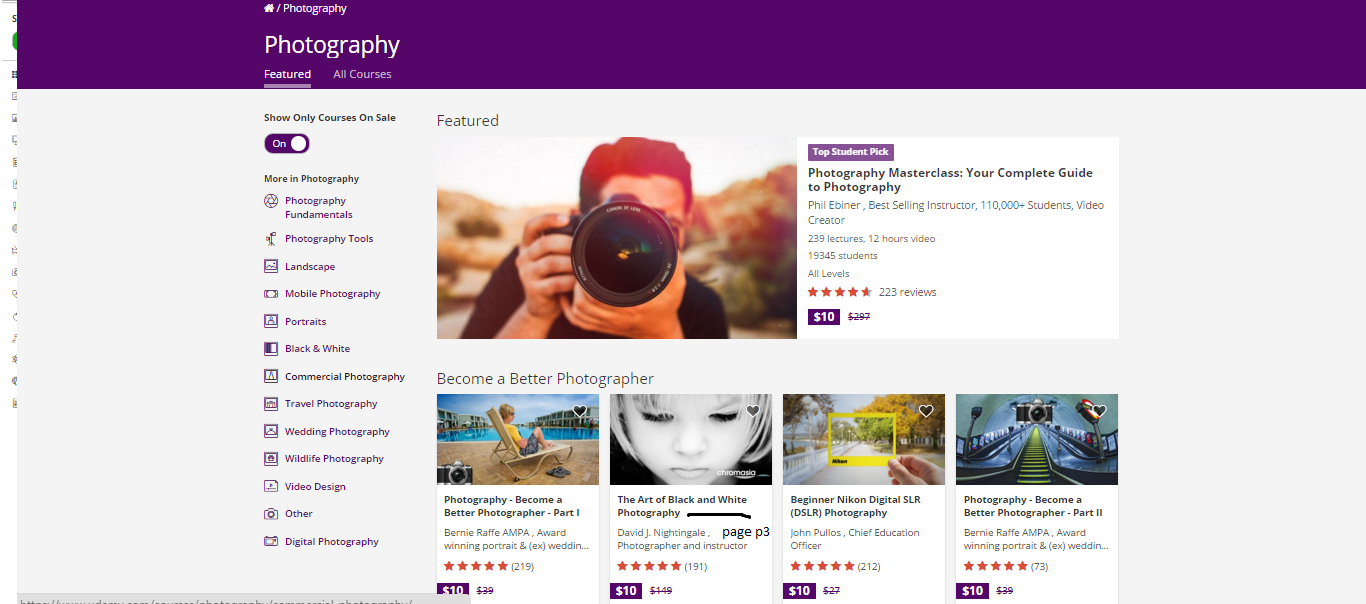 / Photography
Photography
Featured
All Courses
Show Only Courses On Sale
On
More in Photography
Photography
Fundamentals
Photography Tools
Landscape
Mobile Photography
Portraits
Black & White
Commercial Photography
Travel Photography
Wedding Photography
Wildlife Photography
Video Design
Other
Digital Photography
Featured
CANON EF LENS
Top Student Pick
Photography Masterclass: Your Complete Guide
to Photography
Phil Ebiner , Best Selling Instructor, 110,000+ Students, Video
Creator
239 lectures, 12 hours video
19345 students
All Levels
223 reviews
$10 $297
Become a Better Photographer
Photography - Become a
Better Photographer - Part I
Bernie Raffe AMPA , Award
winning portrait & (ex) weddin...
(219)
$10 $39
chromasia
The Art of Black and White
Photography
page p3
David J. Nightingale ,
Photographer and instructor
(191)
$10 $149
Nikon
Beginner Nikon Digital SLR
(DSLR) Photography
John Pullos , Chief Education
Officer
(212)
$10 $27
Photography - Become a
Better Photographer - Part II
Bernie Raffe AMPA , Award
winning portrait & (ex) weddin...
(73)
$10 $39
https://www.udemy.com/courses/photography/commercial-photography/